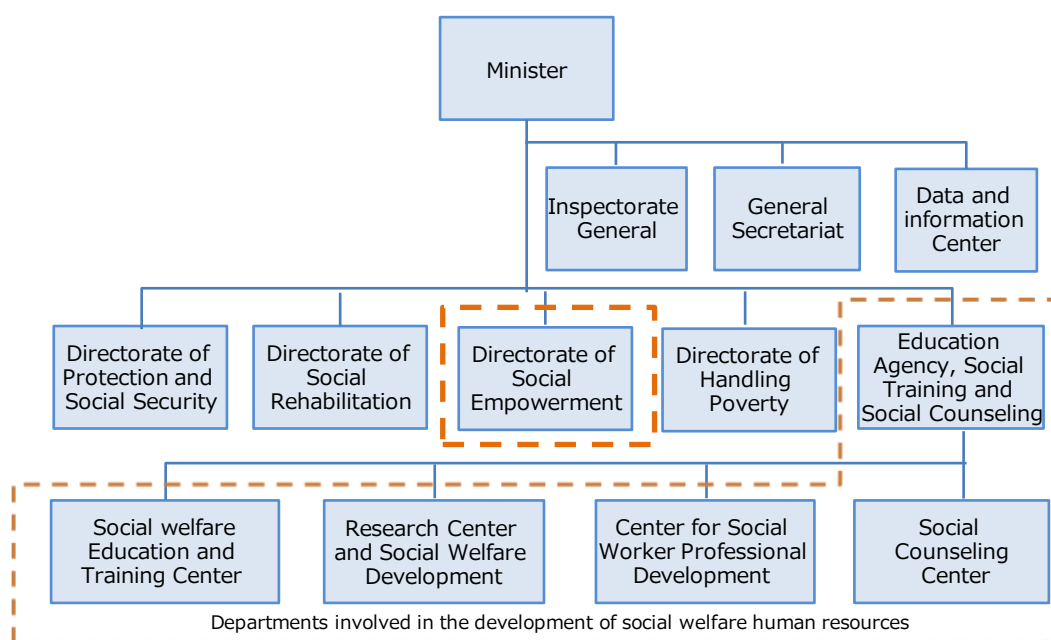 Minister
Inspectorate
General
General
Secretariat
Data and
information
Center
Directorate of
Protection and
Social Security
Directorate of
Social
Rehabilitation
Directorate of
Social
Empowerment
Directorate of
Handling
Poverty
Education
Agency, Social
Training and
Social Counseling
Social welfare
Education and
Training Center
Research Center
and Social Welfare
Development
Center for Social
Worker Professional
Development
Social
Counseling
Center
Departments involved in the development of social welfare human resources